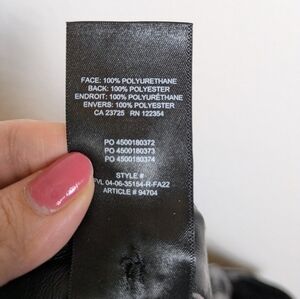 FACE: 100% POLYURETHANE
BACK: 100% POLYESTER
ENDROIT: 100% POLYURÉTHANE
ENVERS: 100% POLYESTER
CA 23725 RN 122354
PO 4500180372
PO 4500180373
PO 4500180374
STYLE #
04-06-35154-R-FA22
ARTICLE # 94704